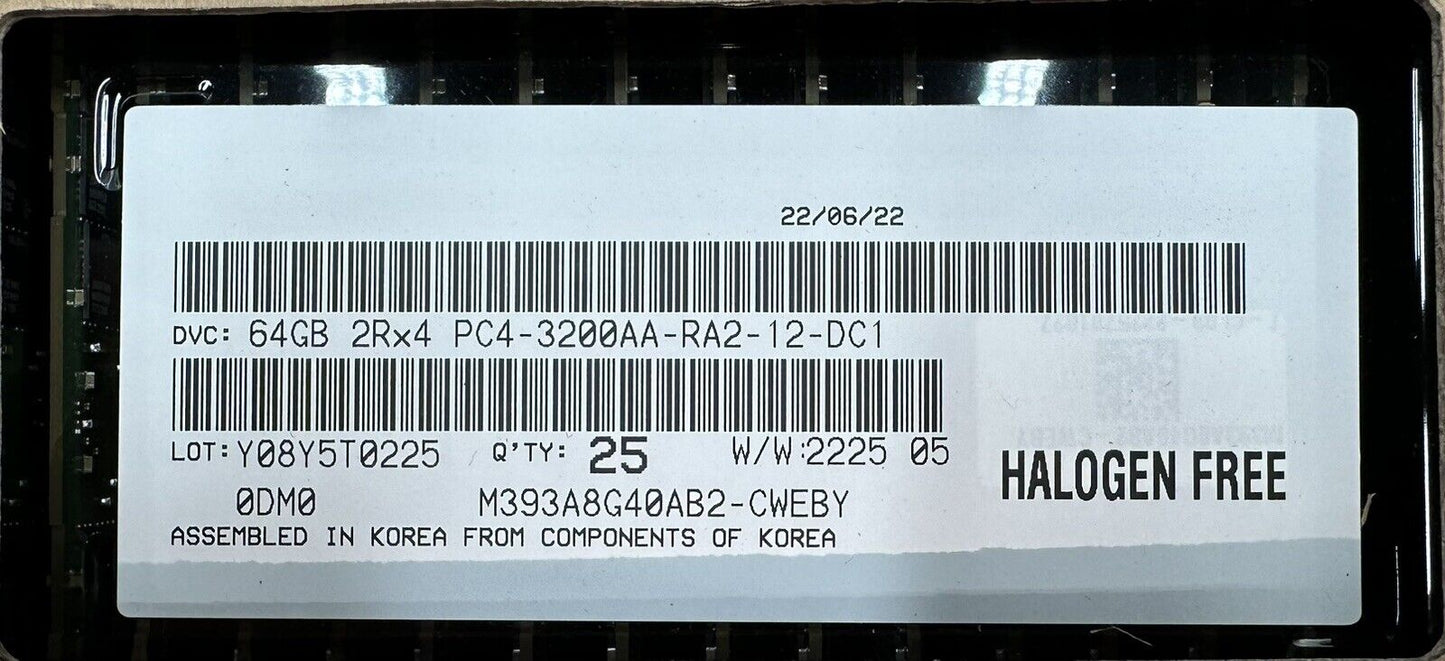 22/06/22
DVC: 64GB 2Rx4 PC4-3200AA-RA2-12-DC1
LOT: Y08Y5T0225 Q'TY: 25 W/W:2225 05
0DM0 M393A8G40AB2-CWEBY
HALOGEN FREE
ASSEMBLED IN KOREA FROM COMPONENTS OF KOREA